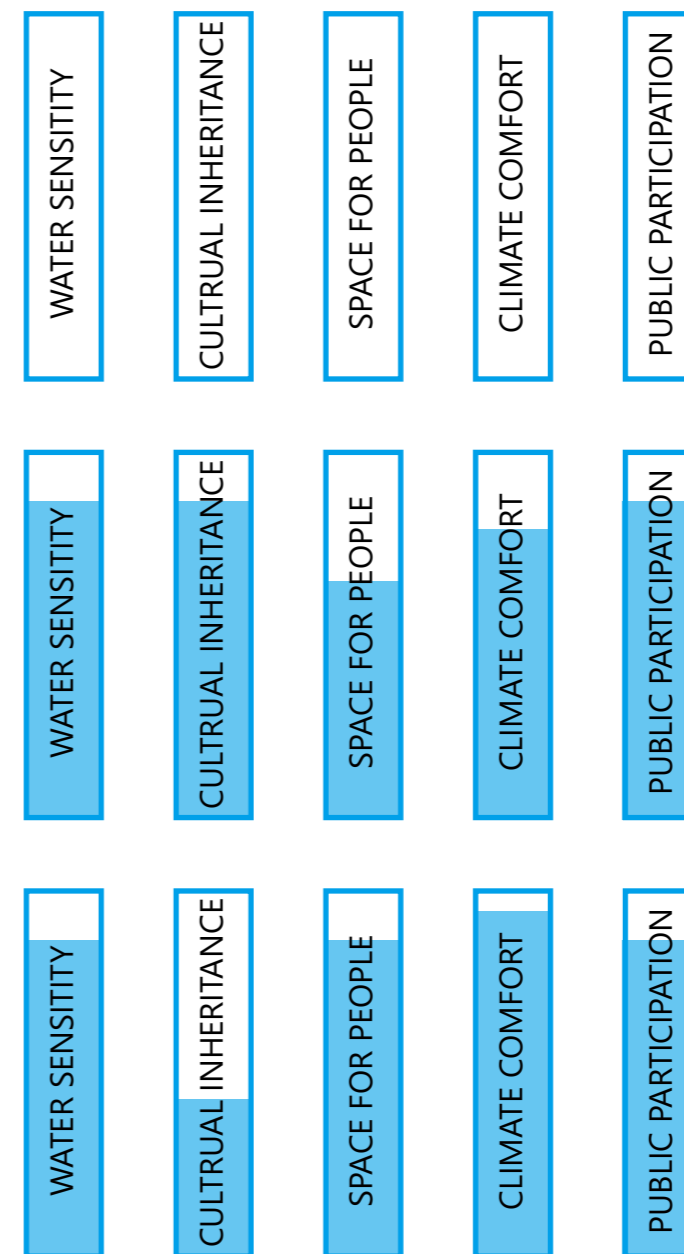 WATER SENSITITY
CULTRUAL INHERITANCE
SPACE FOR PEOPLE
CLIMATE COMFORT
PUBLIC PARTICIPATION
WATER SENSITITY
CULTRUAL INHERITANCE
SPACE FOR PEOPLE
CLIMATE COMFORT
PUBLIC PARTICIPATION
WATER SENSITITY
CULTRUAL INHERITANCE
SPACE FOR PEOPLE
CLIMATE COMFORT
PUBLIC PARTICIPATION